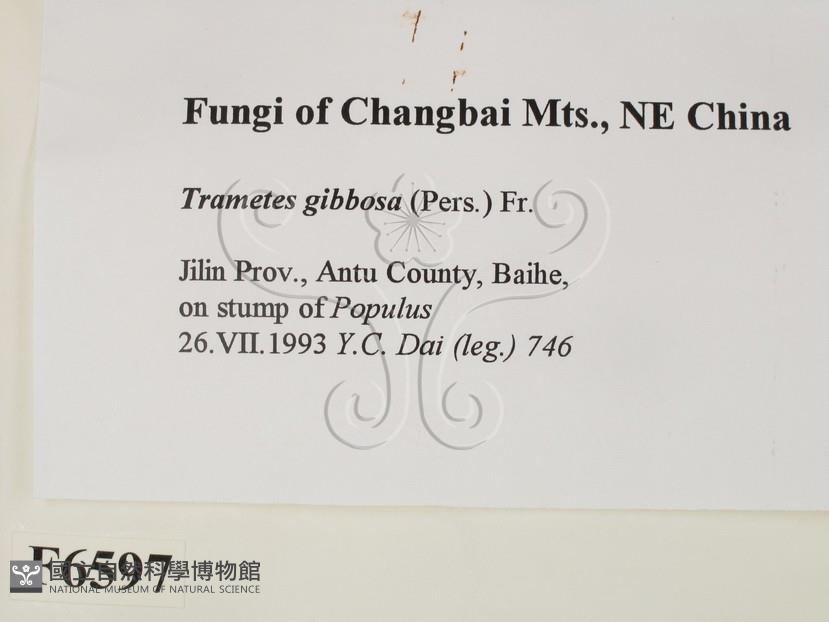 Fungi of Changbai Mts., NE China
Trametes gibbosa (Pers.) Fr.
Jilin Prov., Antu County, Baihe,
on stump of Populus
26.VII.1993 Y.C. Dai (leg.) 746
F6597
國立自然科學博物館
NATIONAL MUSEUM OF NATURAL SCIENCE